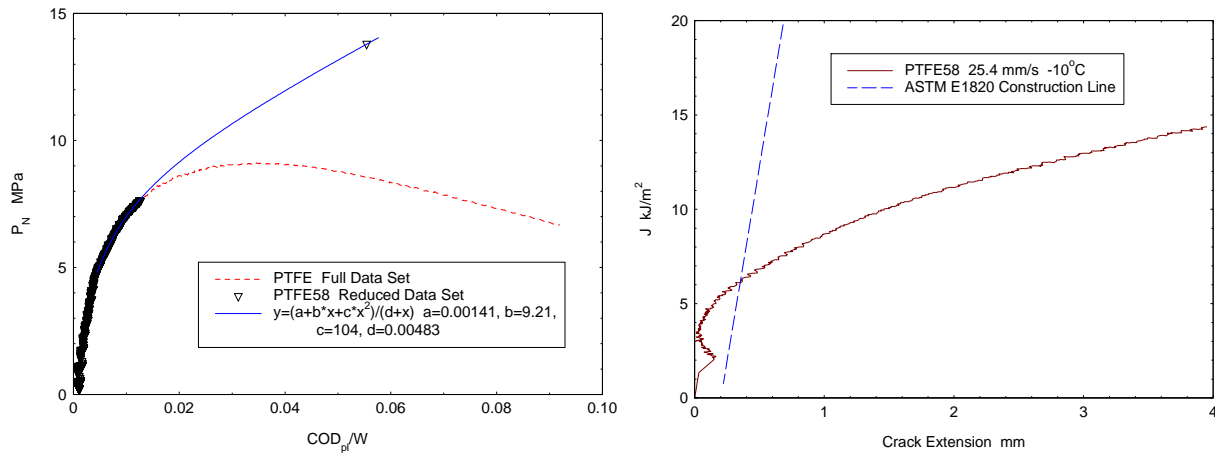 15
10
5
0
P_N MPa
PTFE Full Data Set
PTFE58 Reduced Data Set
y=(a+b*x+c*x²)/(d+x) a=0.00141, b=9.21,
c=104, d=0.00483
0 0.02 0.04 0.06 0.08 0.10
COD_pl/W
20
15
10
5
0
J kJ/m²
PTFE58 25.4 mm/s -10°C
ASTM E1820 Construction Line
0 1 2 3 4
Crack Extension mm